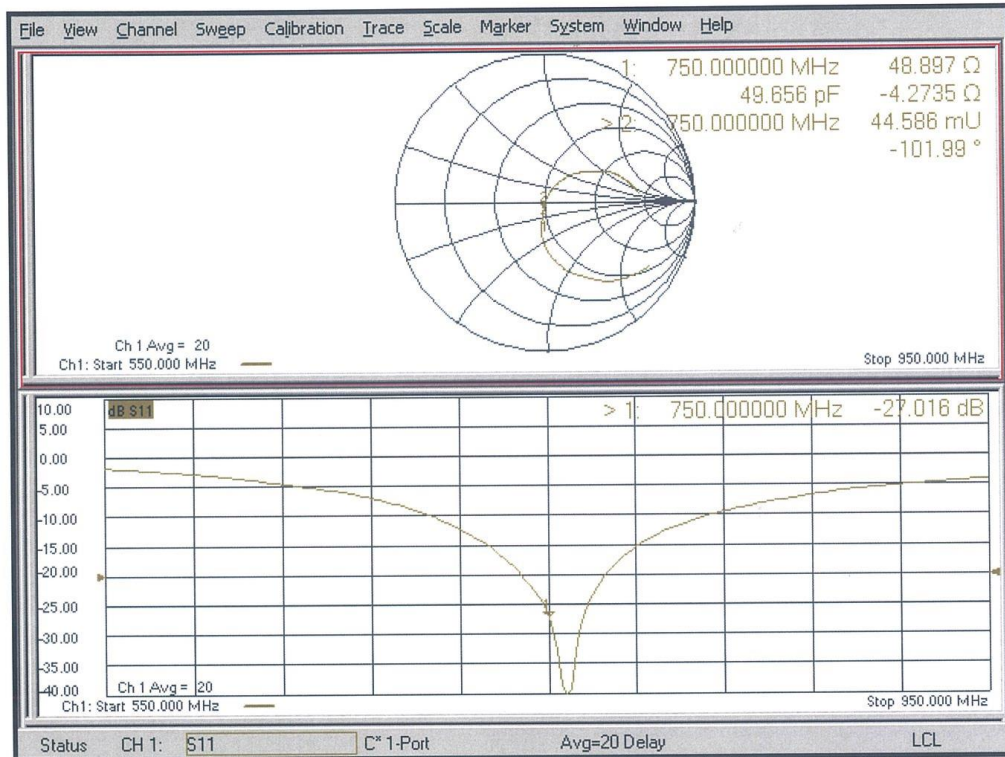 File View Channel Sweep Calibration Trace Scale Marker System Window Help
1: 750.000000 MHz 48.897 Ω
49.656 pF -4.2735 Ω
> 2: 750.000000 MHz 44.586 mU
-101.99 °
Ch 1 Avg = 20
Ch1: Start 550.000 MHz
Stop 950.000 MHz
dB S11
> 1: 750.000000 MHz -27.016 dB
10.00
5.00
0.00
-5.00
-10.00
-15.00
-20.00
-25.00
-30.00
-35.00
-40.00
1
Ch 1 Avg = 20
Ch1: Start 550.000 MHz
Stop 950.000 MHz
Status CH 1: S11 C* 1-Port Avg=20 Delay LCL